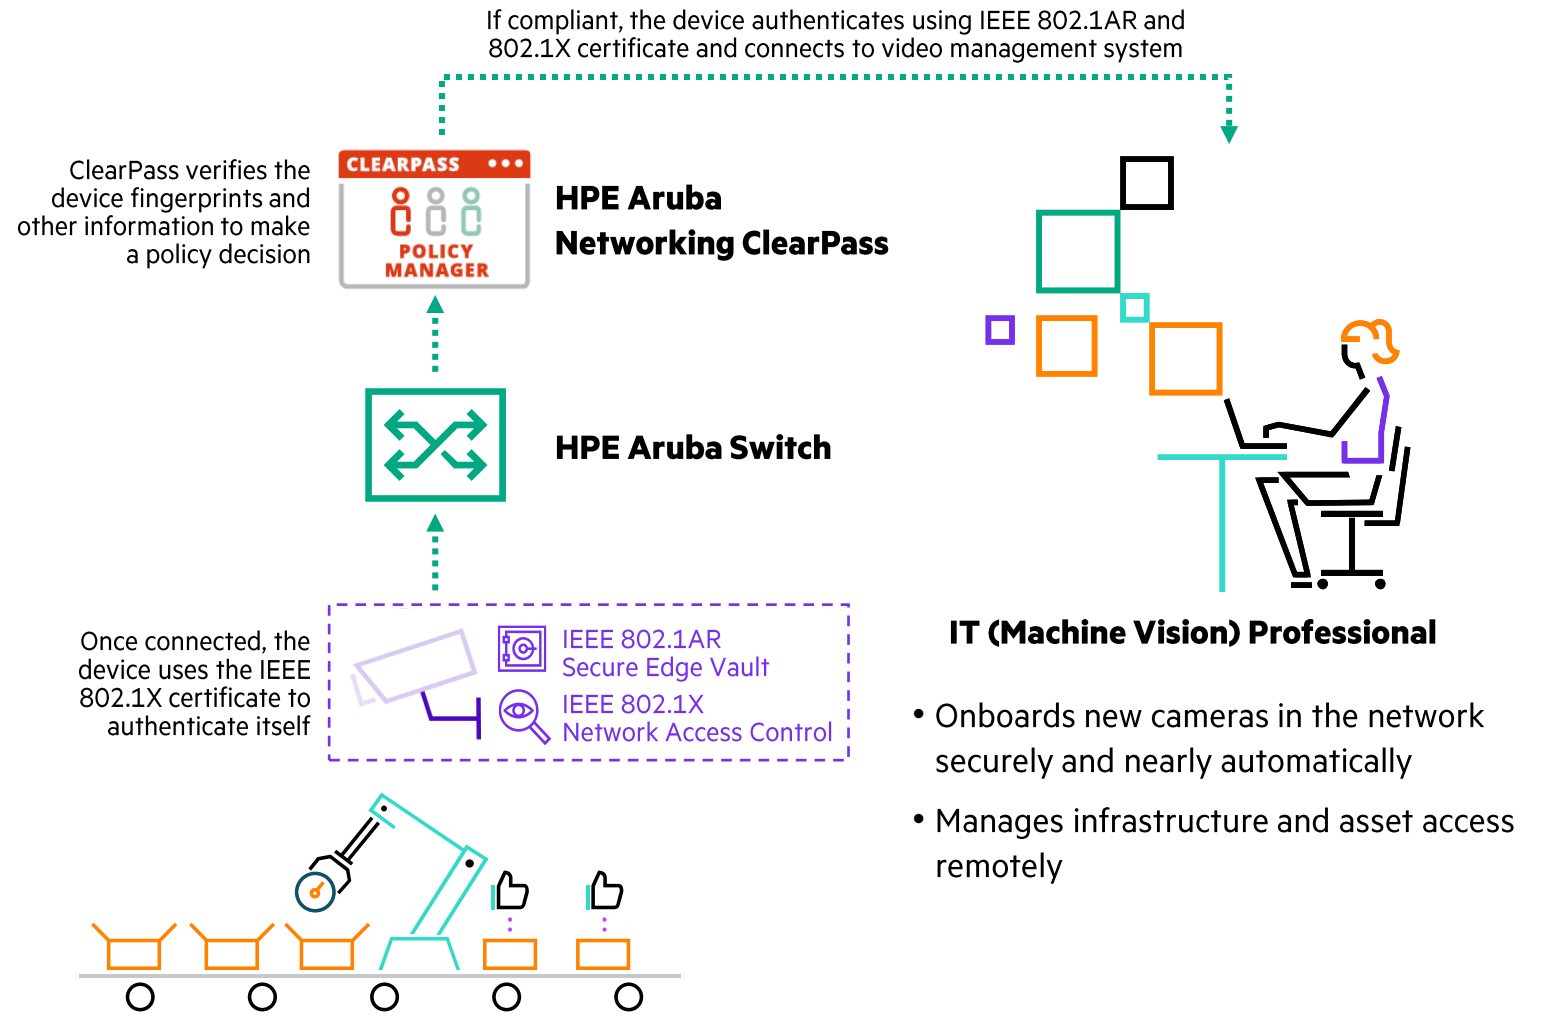 If compliant, the device authenticates using IEEE 802.1AR and
802.1X certificate and connects to video management system
ClearPass verifies the
device fingerprints and
other information to make
a policy decision
CLEARPASS
POLICY
MANAGER
HPE Aruba
Networking ClearPass
HPE Aruba Switch
Once connected, the
device uses the IEEE
802.1X certificate to
authenticate itself
IEEE 802.1AR
Secure Edge Vault
IEEE 802.1X
Network Access Control
IT (Machine Vision) Professional
• Onboards new cameras in the network
securely and nearly automatically
• Manages infrastructure and asset access
remotely